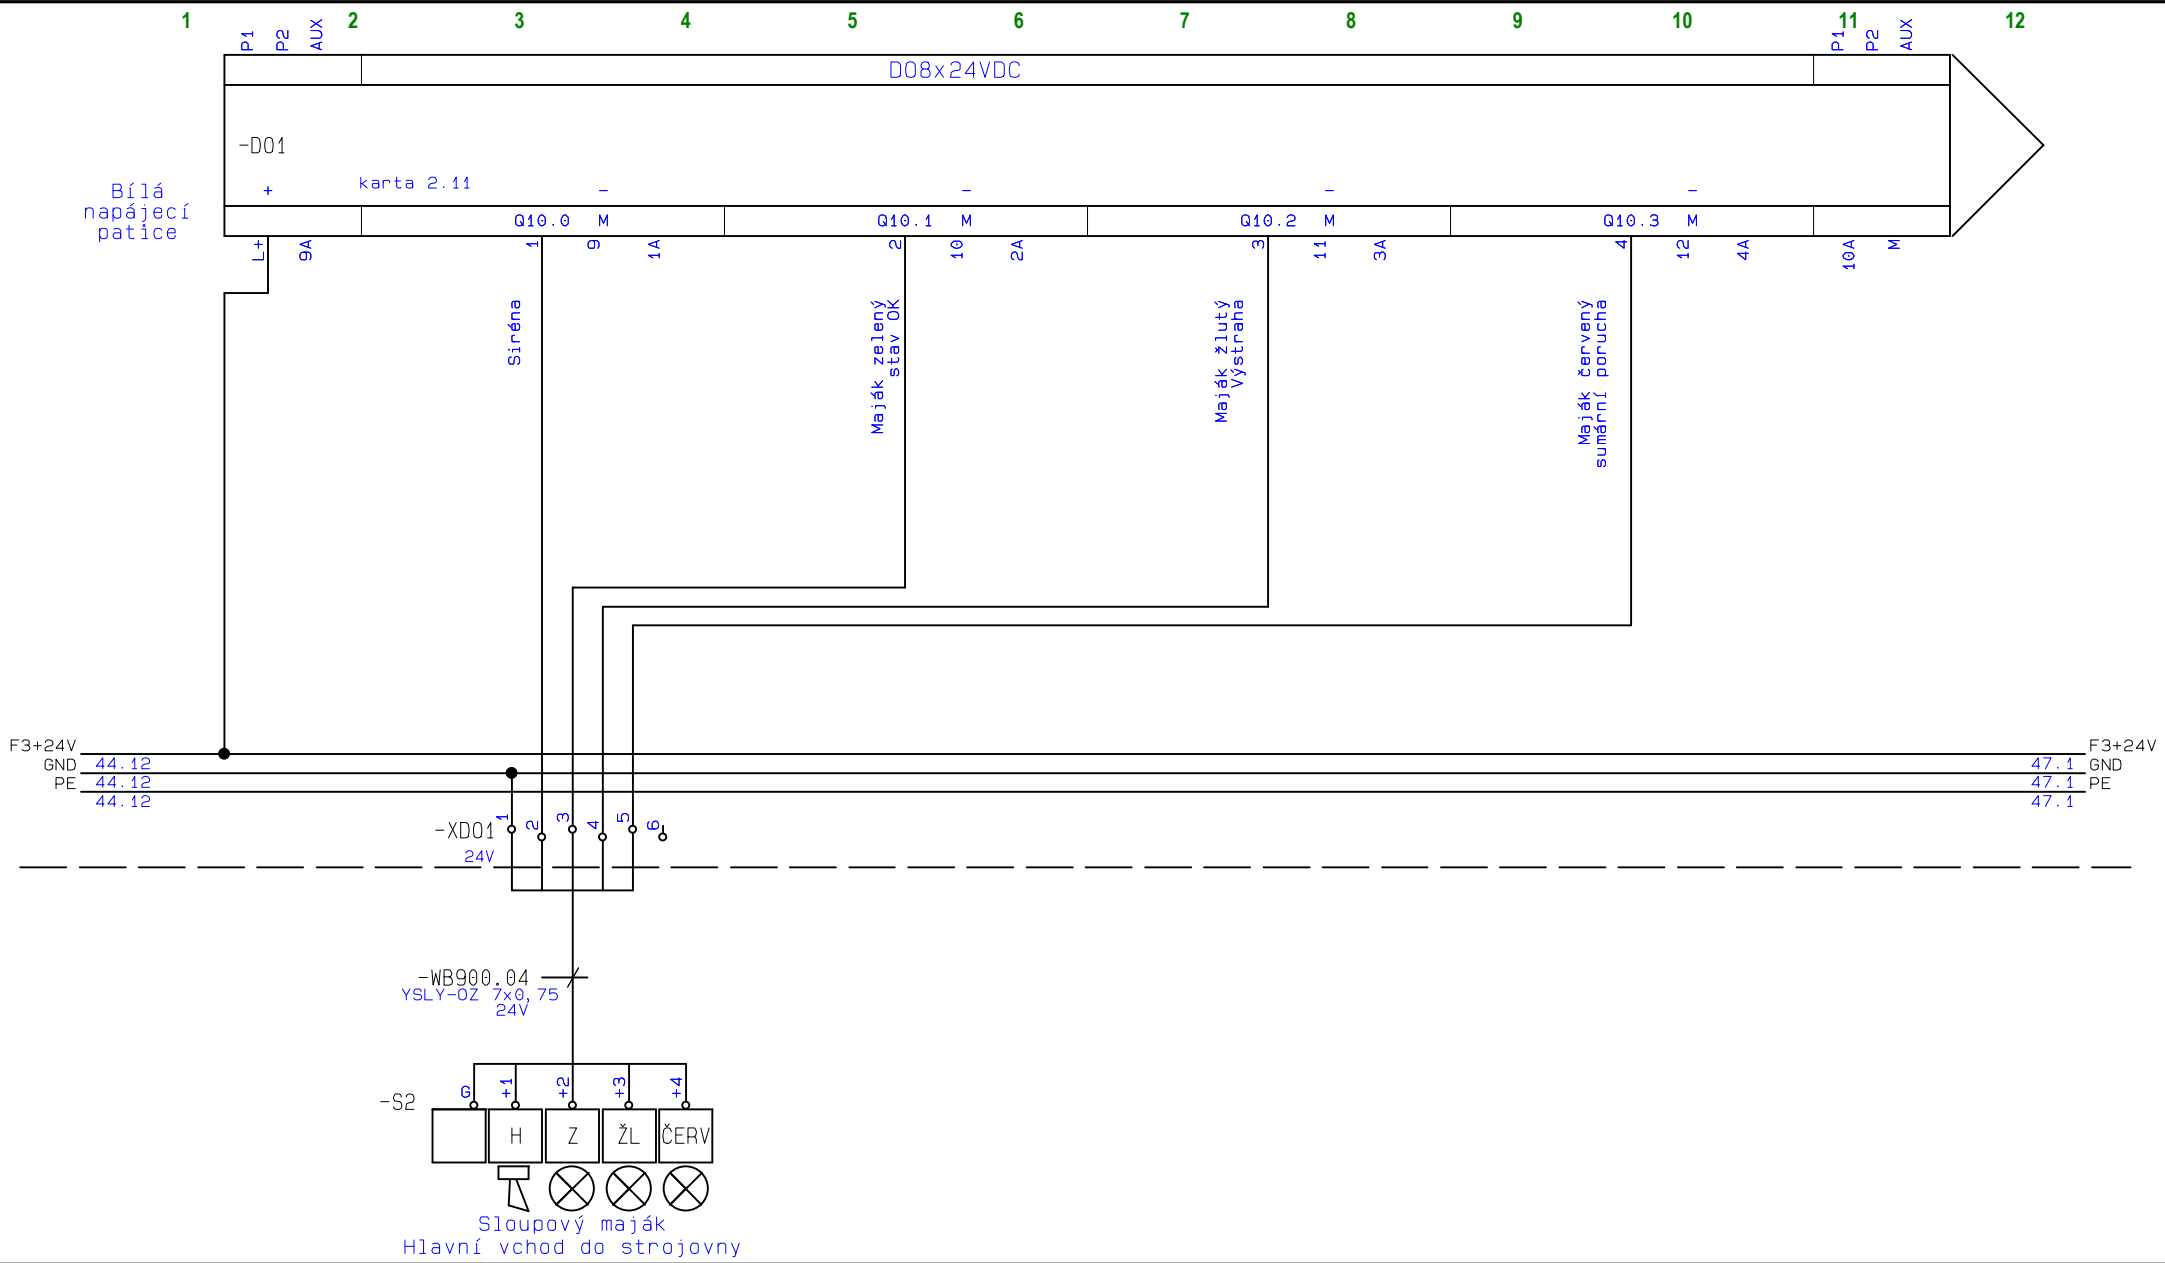 1 2 3 4 5 6 7 8 9 10 11 12
P1 P2 AUX P1 P2 AUX
DO8x24VDC
-DO1
karta 2.11
+ - - - -
Bílá
napájecí
patice
Q10.0 M Q10.1 M Q10.2 M Q10.3 M
L+ 9A 1 9 1A 2 10 2A 3 11 3A 4 12 4A 10A M
Siréna
Maják zelený
stav OK
Maják žlutý
Výstraha
Maják červený
sumární porucha
F3+24V F3+24V
44.12 47.1
GND GND
44.12 47.1
PE PE
44.12 47.1
-XDO1 1 2 3 4 5 6
24V
-WB900.04
YSLY-OZ 7x0,75
24V
-S2 G +1 +2 +3 +4
H Z ŽL ČERV
Sloupový maják
Hlavní vchod do strojovny